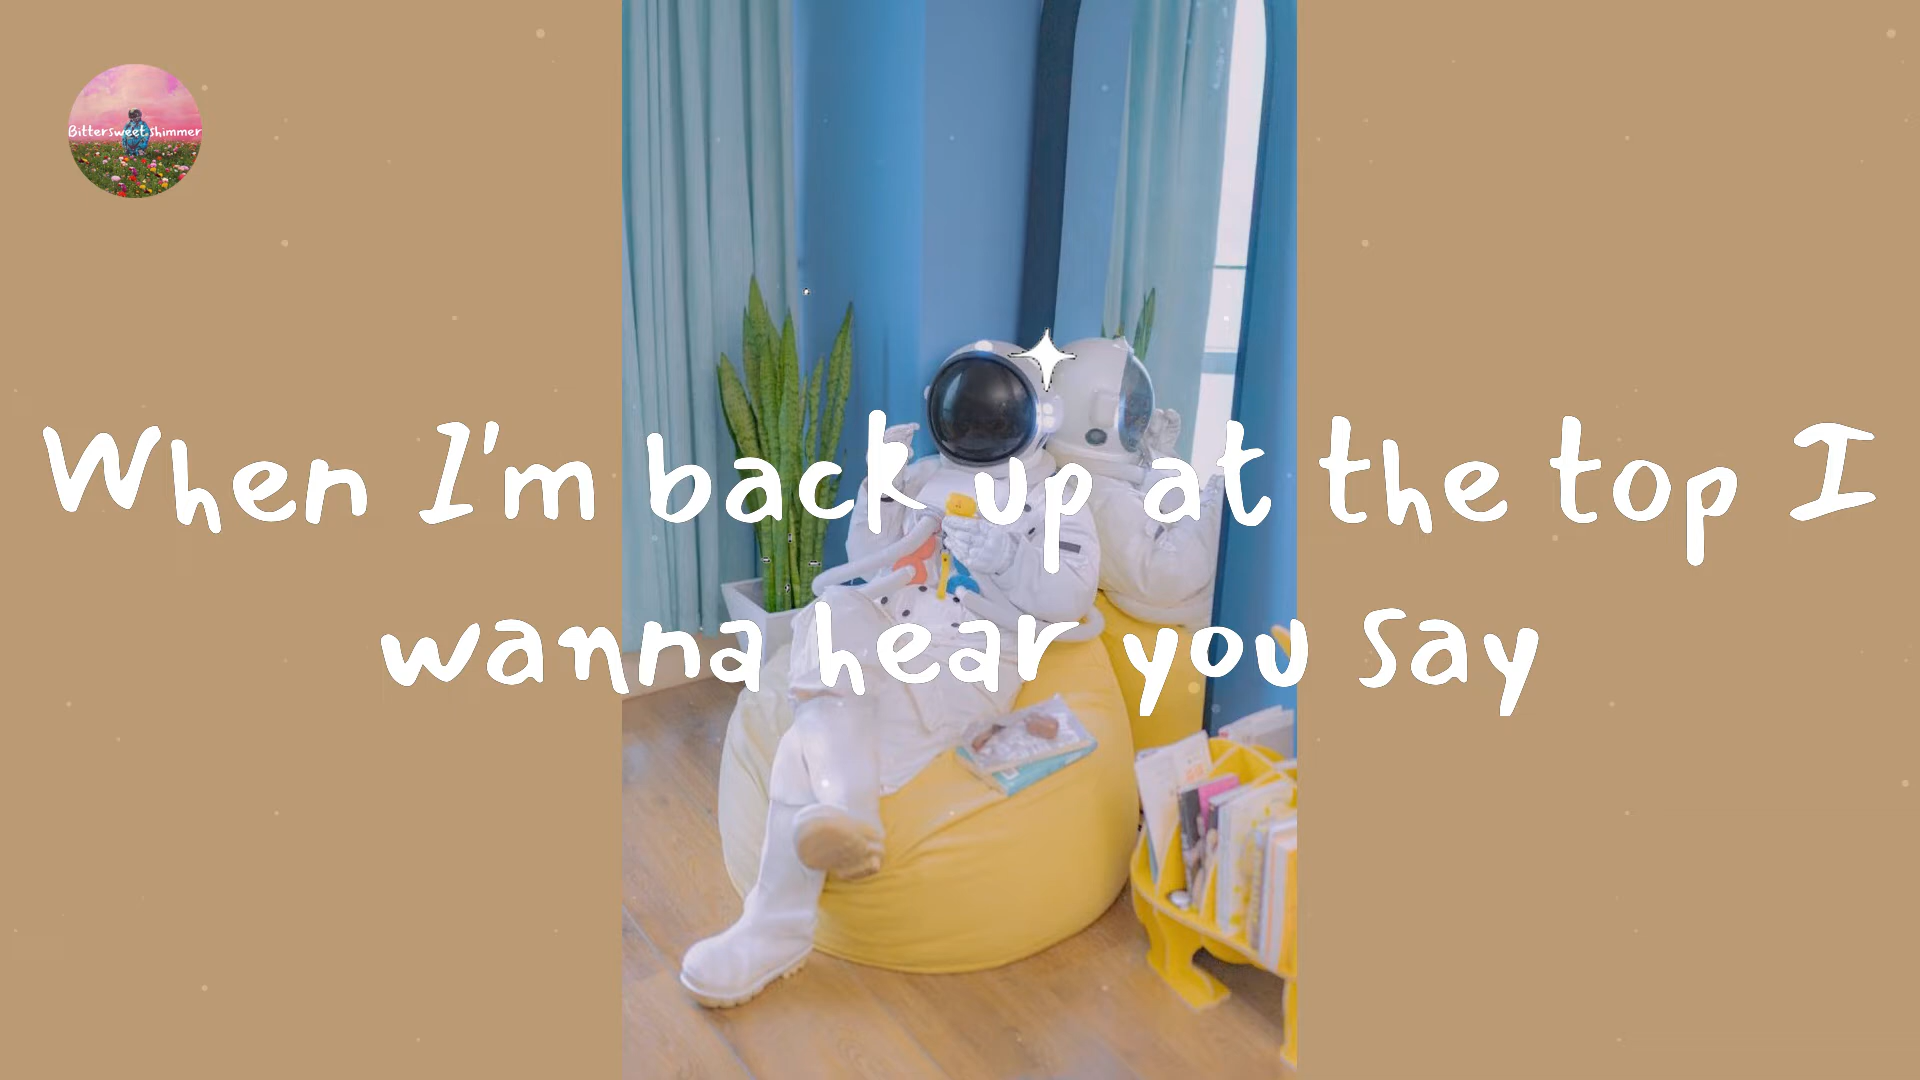 Bittersweet shimmer
When I'm back up at the top I
wanna hear you say